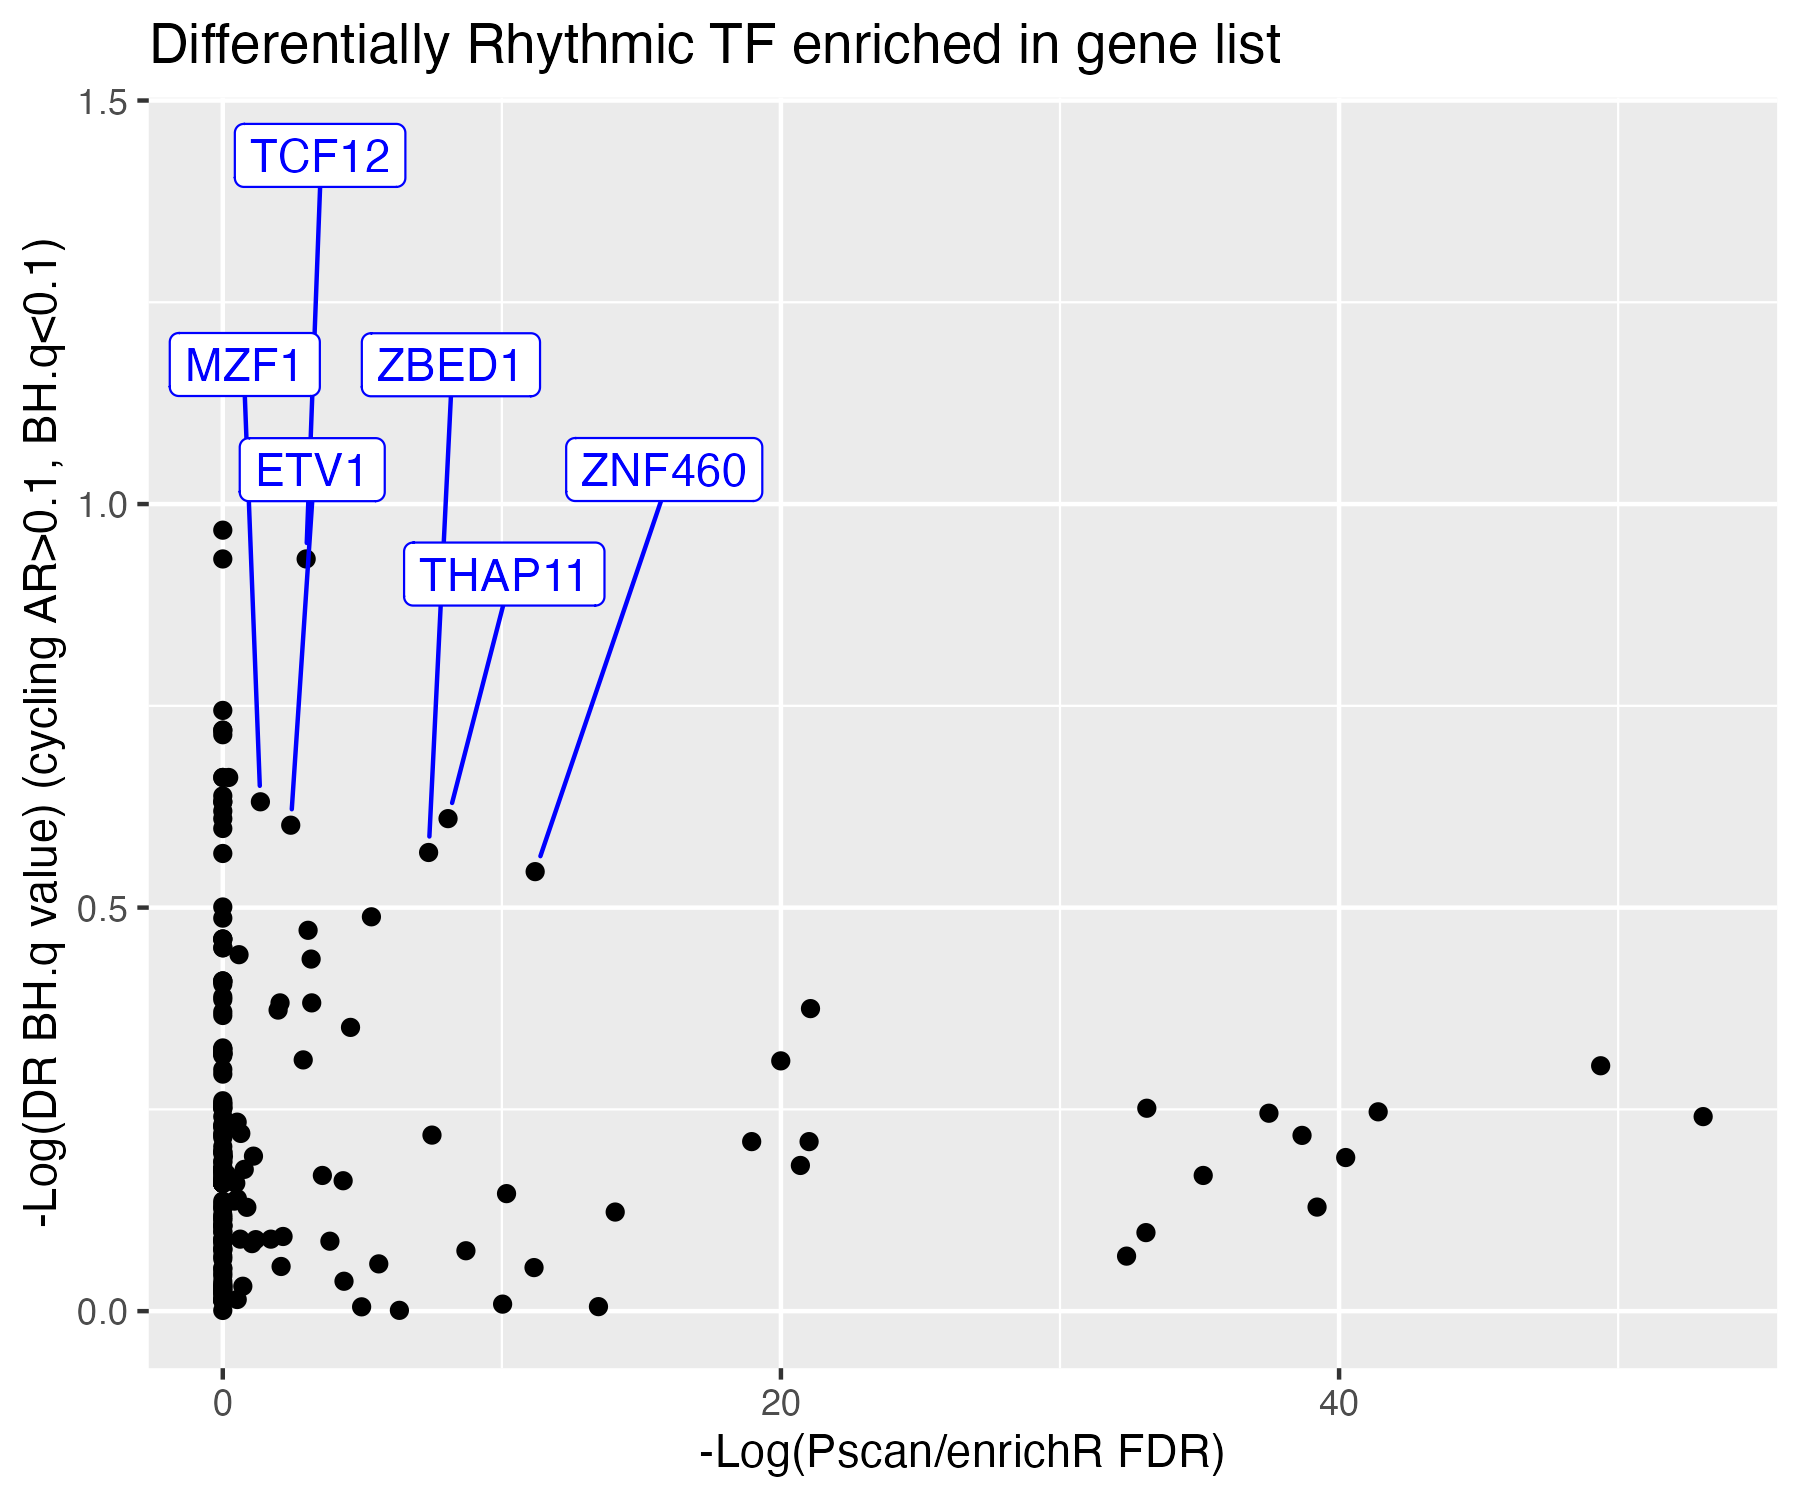 Differentially Rhythmic TF enriched in gene list
-Log(DR BH.q value) (cycling AR>0.1, BH.q<0.1)
1.5
1.0
0.5
0.0
TCF12
MZF1
ZBED1
ETV1
ZNF460
THAP11
0
20
40
-Log(Pscan/enrichR FDR)